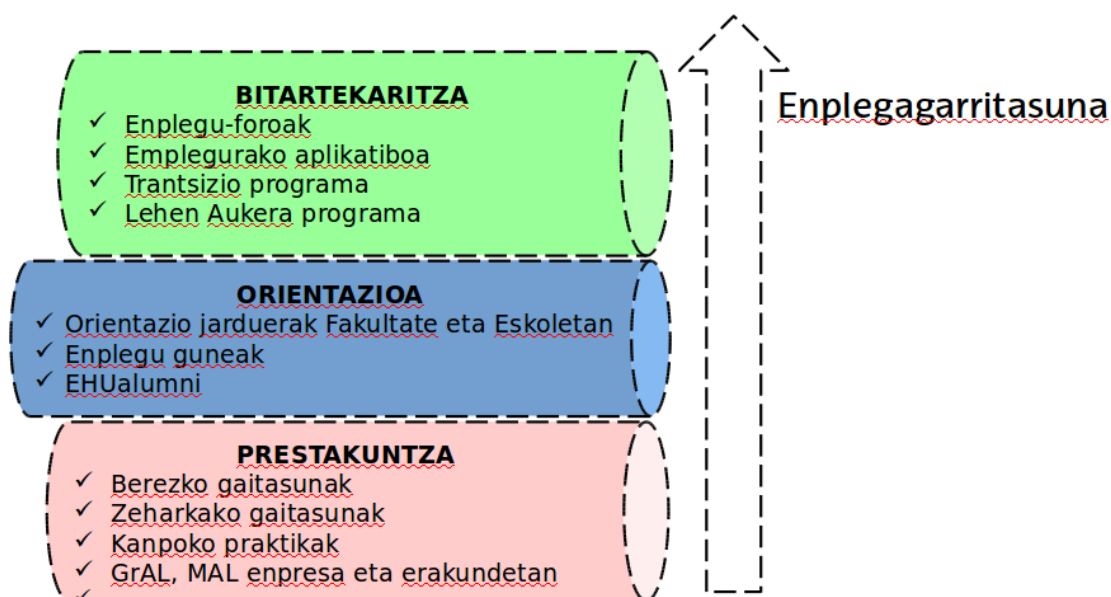 BITARTEKARITZA
✓ Enplegu-foroak
✓ Emplegurako aplikatiboa
✓ Trantsizio programa
✓ Lehen Aukera programa
Enplegagarritasuna
ORIENTAZIOA
✓ Orientazio jarduerak Fakultate eta Eskoletan
✓ Enplegu guneak
✓ EHUalumni
PRESTAKUNTZA
✓ Berezko gaitasunak
✓ Zeharkako gaitasunak
✓ Kanpoko praktikak
✓ GrAL, MAL enpresa eta erakundetan